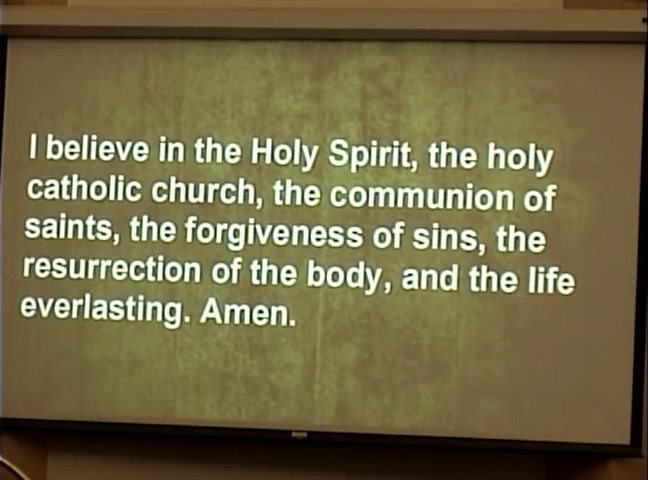 I believe in the Holy Spirit, the holy
catholic church, the communion of
saints, the forgiveness of sins, the
resurrection of the body, and the life
everlasting. Amen.